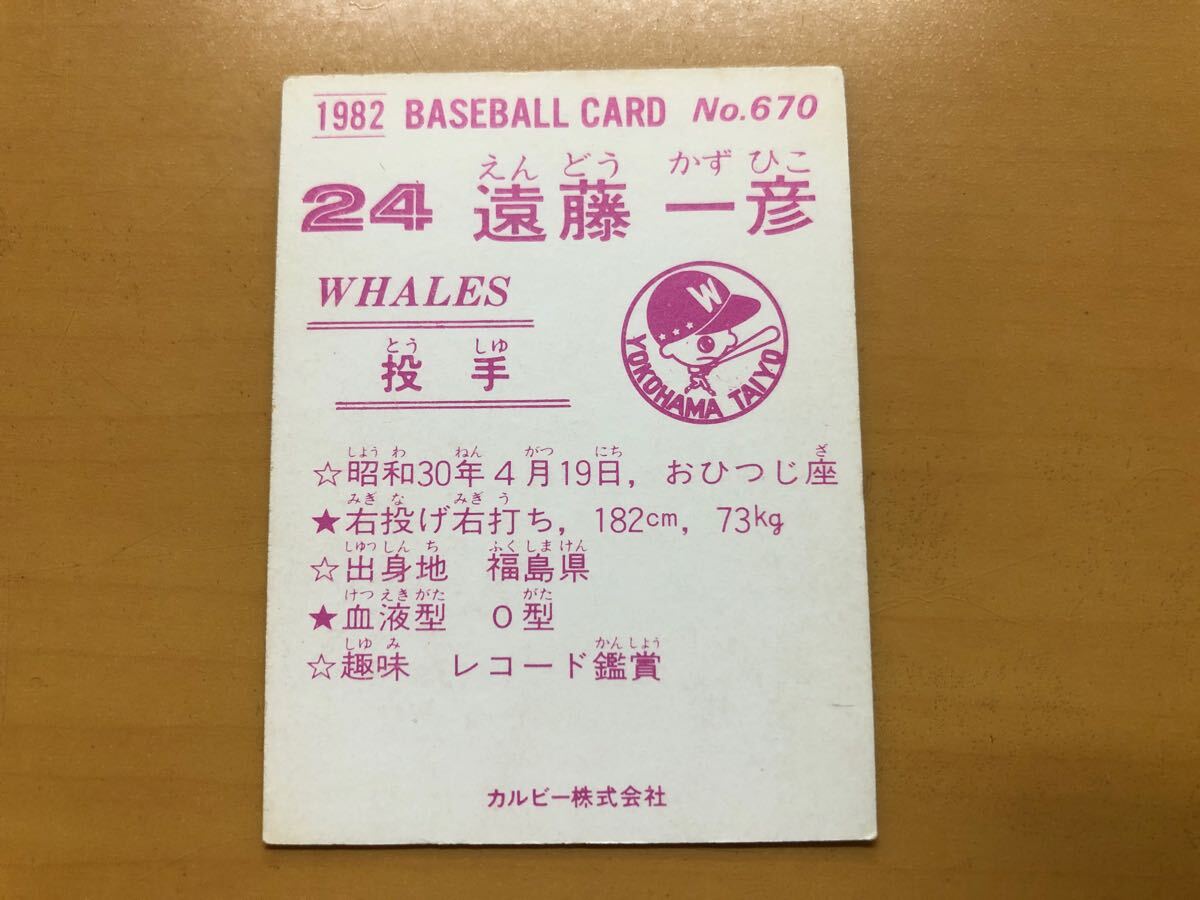 1982 BASEBALL CARD No.670
えん どう かず ひこ
24 遠藤 一彦
WHALES
W
YOKOHAMA TAIYO
とう しゅ
投手
しょう わ ねん がつ にち ざ
☆昭和30年4月19日, おひつじ座
みぎ な みぎ う
★右投げ右打ち, 182cm, 73kg
しゅっ しん ち ふく しま けん
☆出身地 福島県
けつ えき がた がた
★血液型 O型
しゅ み かん しょう
☆趣味 レコード鑑賞
カルビー株式会社